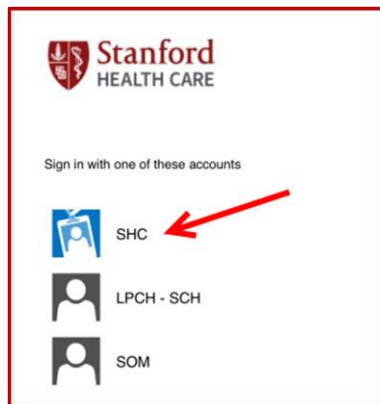 Stanford
HEALTH CARE
Sign in with one of these accounts
SHC
LPCH - SCH
SOM